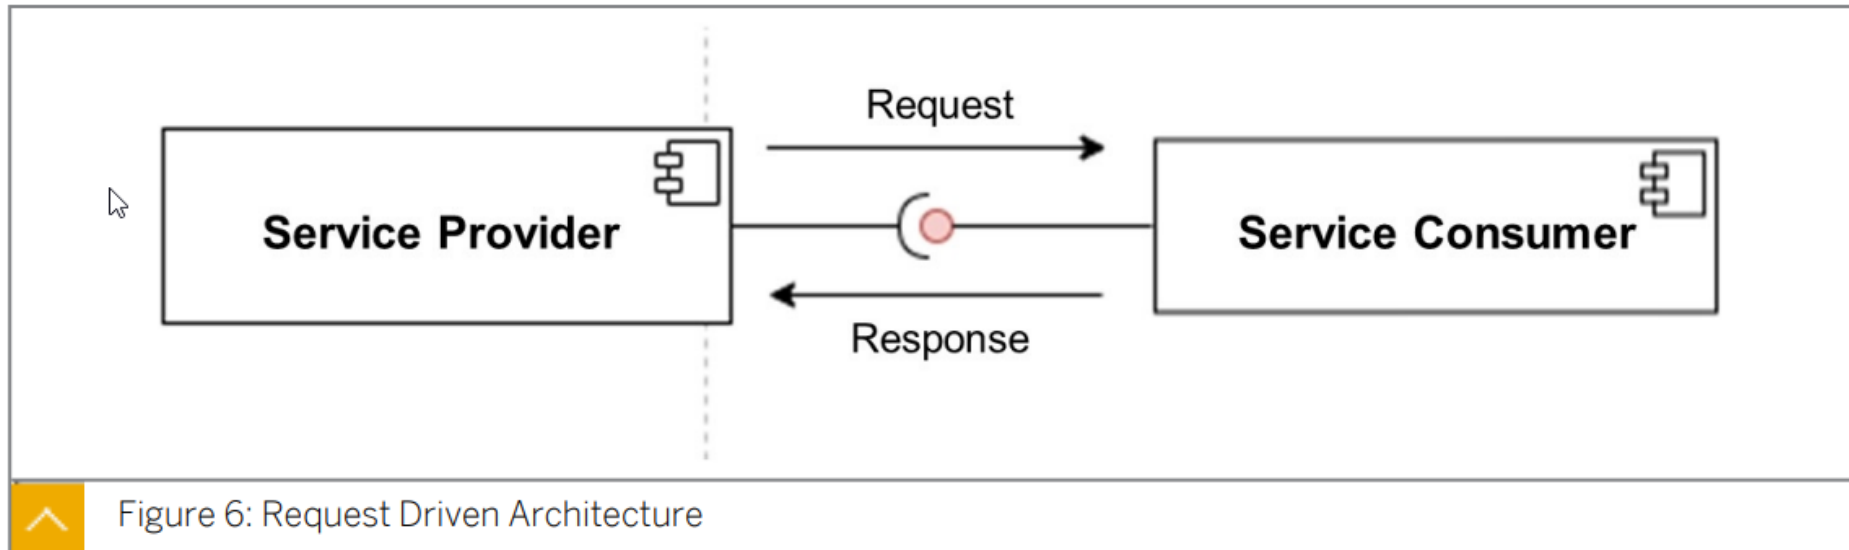 Request
Service Provider
Service Consumer
Response
Figure 6: Request Driven Architecture